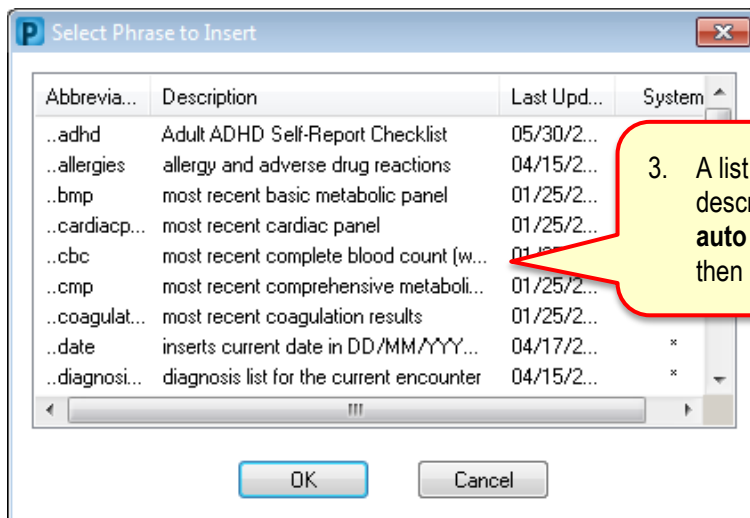 Select Phrase to Insert
Abbrevia... Description Last Upd... System
..adhd Adult ADHD Self-Report Checklist 05/30/2...
..allergies allergy and adverse drug reactions 04/15/2...
..bmp most recent basic metabolic panel 01/25/2...
..cardiacp... most recent cardiac panel 01/25/2...
..cbc most recent complete blood count (w...
..cmp most recent comprehensive metaboli... 01/25/2...
..coagulat... most recent coagulation results 01/25/2...
..date inserts current date in DD/MM/YYY... 04/17/2... *
..diagnosi... diagnosis list for the current encounter 04/15/2... *
OK Cancel
3. A list
descr
auto
then